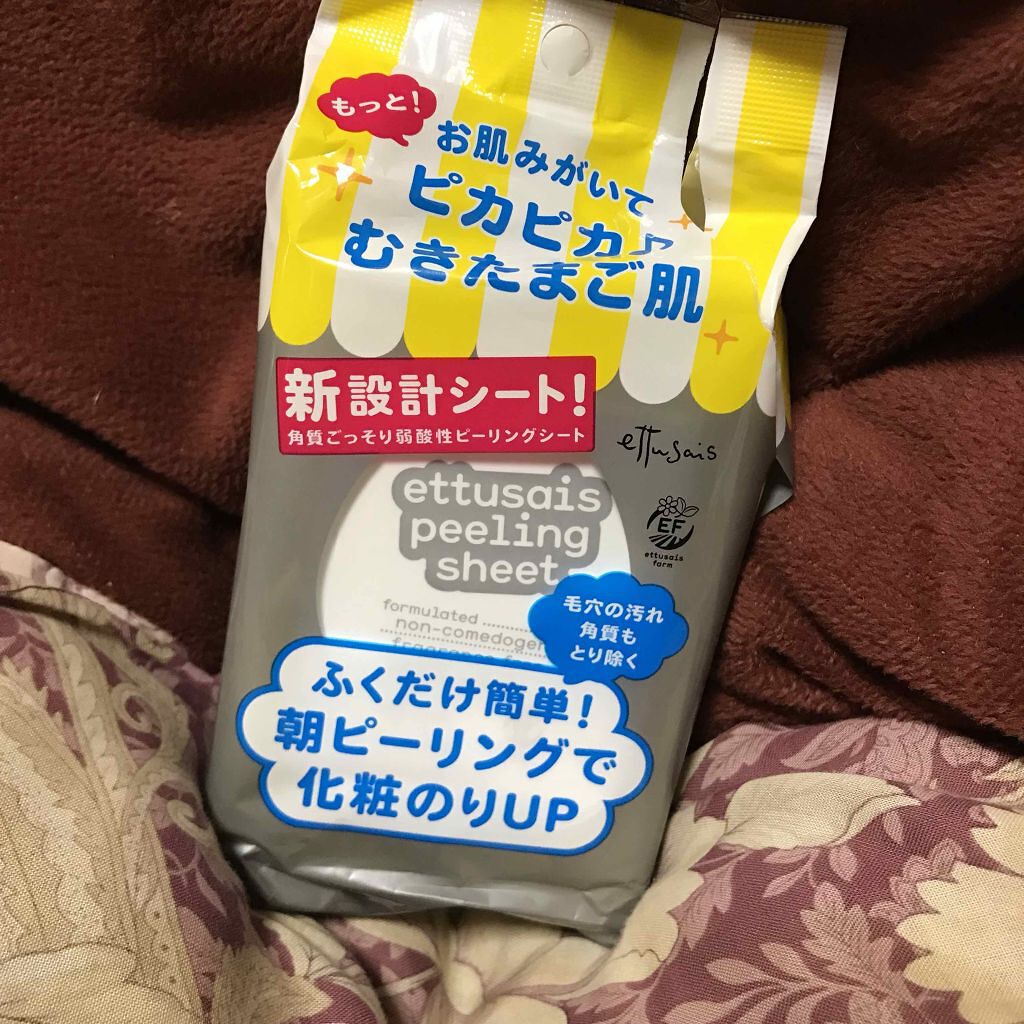 もっと!
お肌みがいて
ピカピカァ
むきたまご肌
新設計シート!
角質ごっそり弱酸性ピーリングシート
ettusais
EF
ettusais
farm
ettusais
peeling
sheet
formulated
毛穴の汚れ
角質も
とり除く
ふくだけ簡単!
朝ピーリングで
化粧のりUP